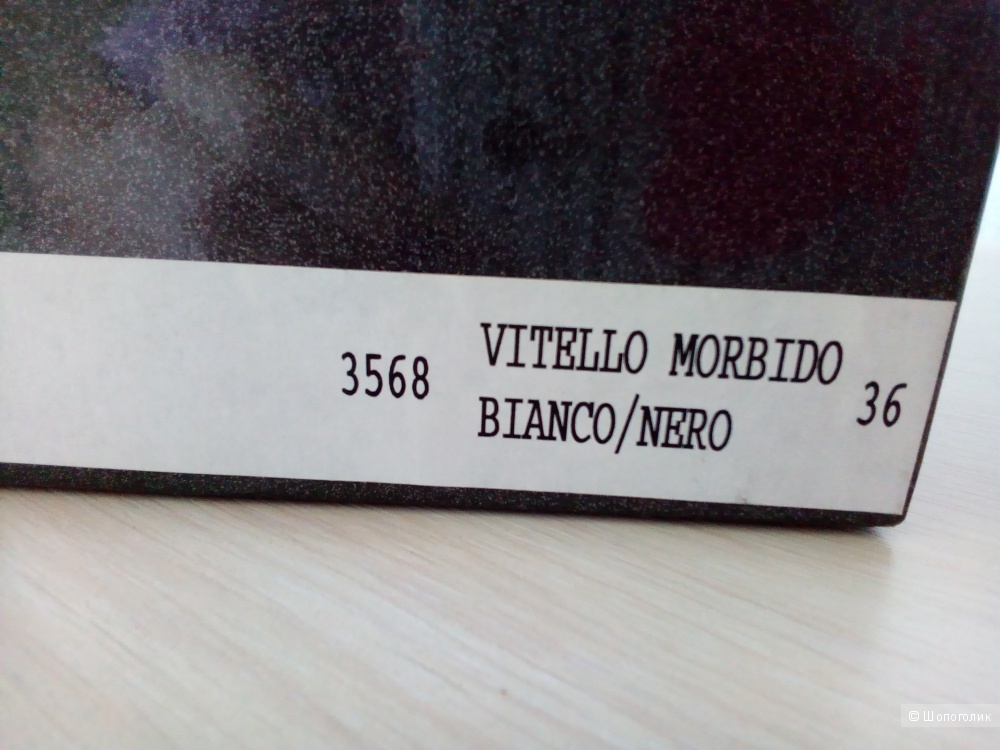 3568
VITELLO MORBIDO
BIANCO/NERO
36
© Шопоголик